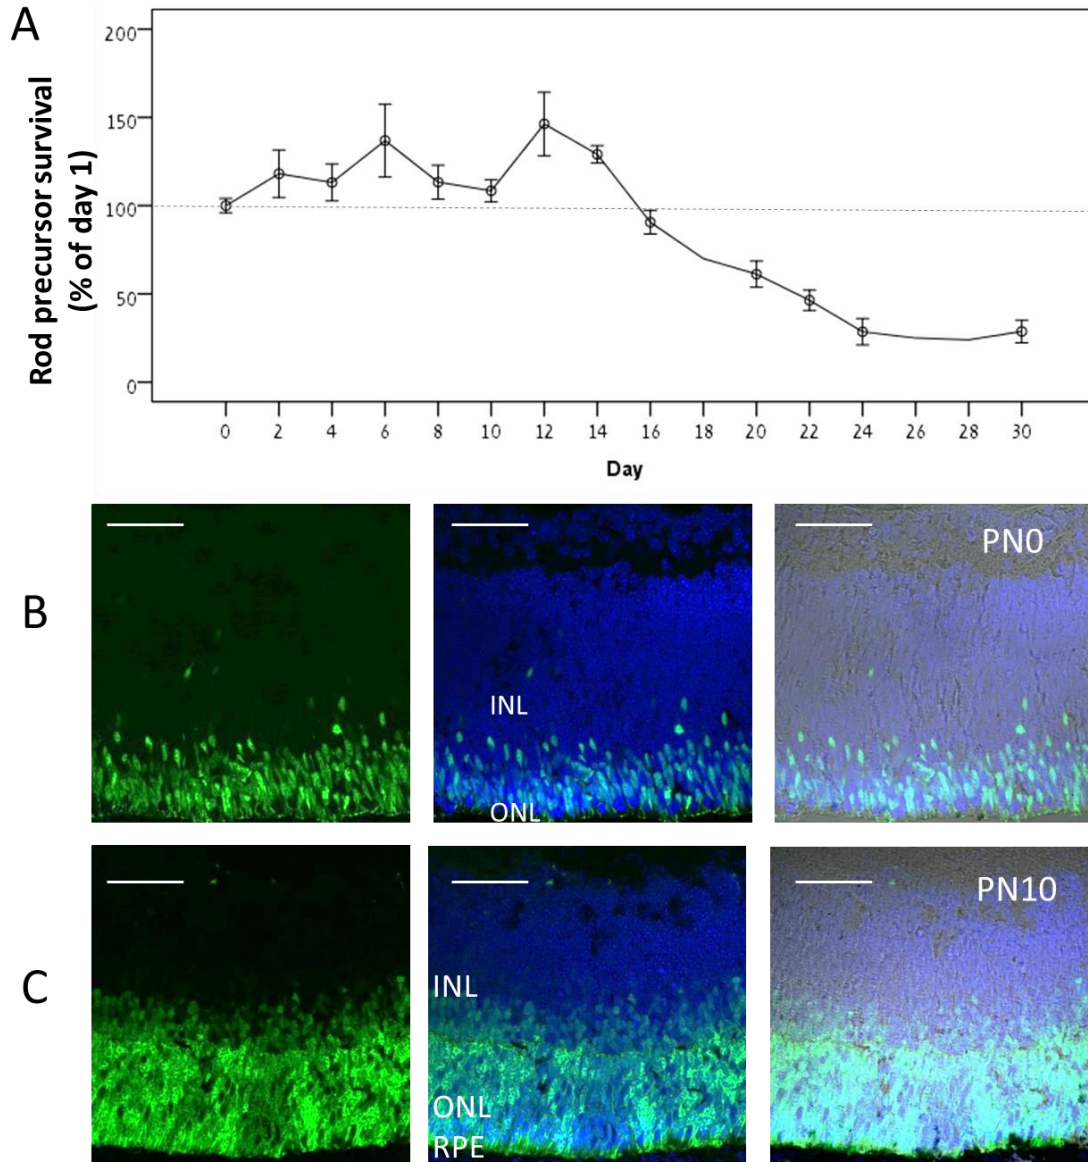 A
Rod precursor survival
(% of day 1)
200
150
100
50
0
0 2 4 6 8 10 12 14 16 18 20 22 24 26 28 30
Day
B
PN0
INL
ONL
C
PN10
INL
ONL
RPE